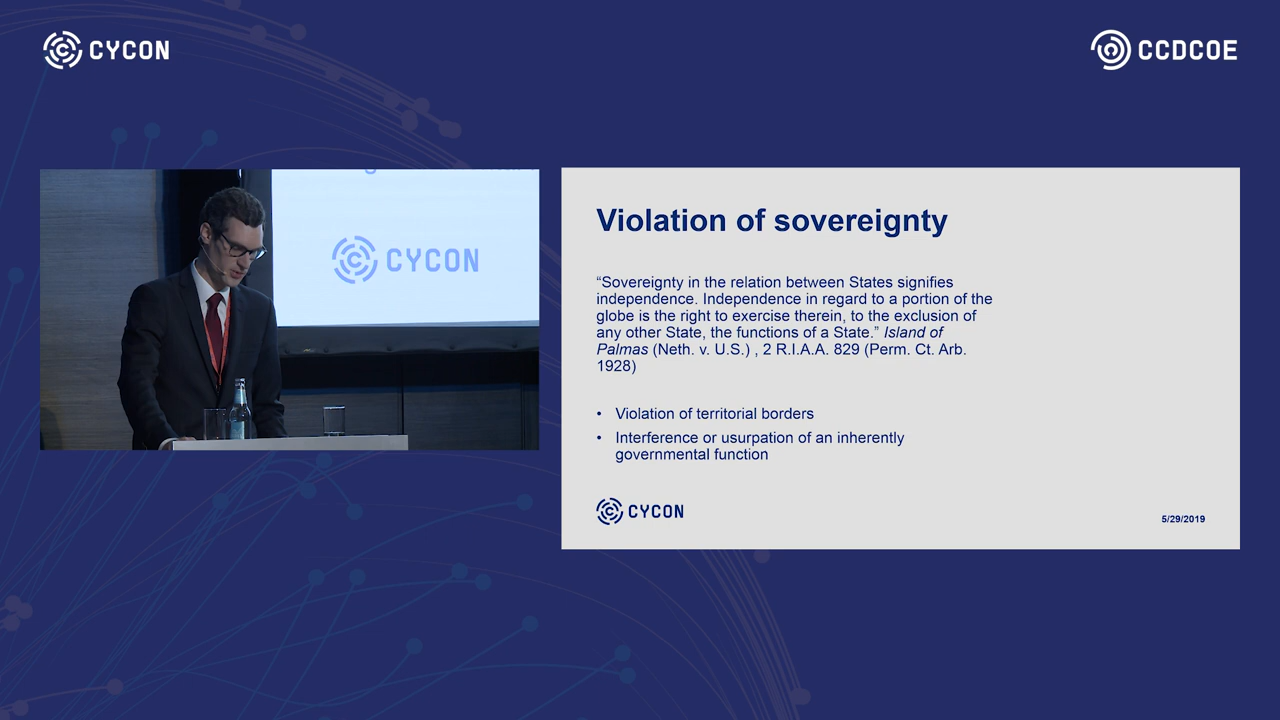 CYCON
CCDCOE
CYCON
Violation of sovereignty
“Sovereignty in the relation between States signifies
independence. Independence in regard to a portion of the
globe is the right to exercise therein, to the exclusion of
any other State, the functions of a State.” Island of
Palmas (Neth. v. U.S.) , 2 R.I.A.A. 829 (Perm. Ct. Arb.
1928)
• Violation of territorial borders
• Interference or usurpation of an inherently
governmental function
CYCON
5/29/2019